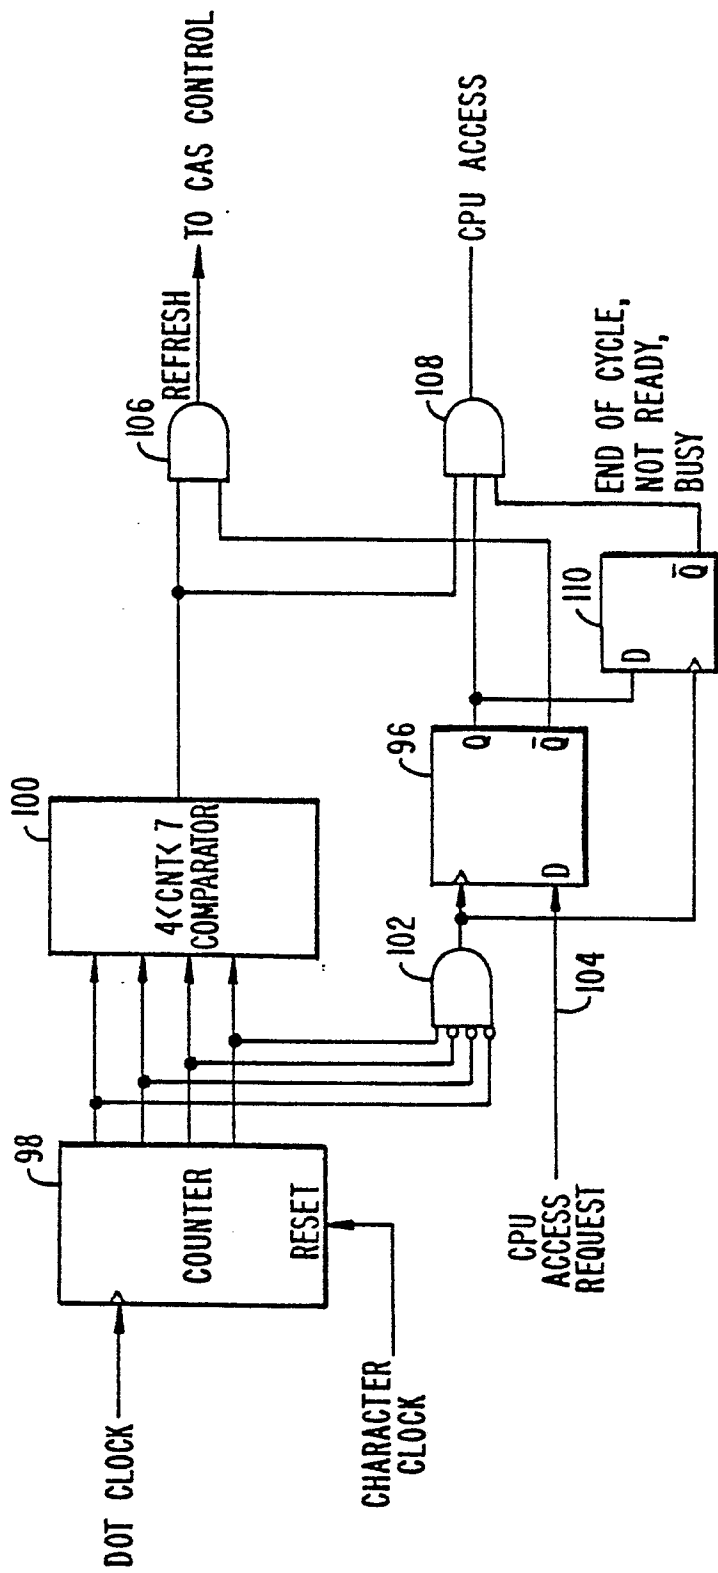 DOT CLOCK
98
COUNTER
RESET
CHARACTER
CLOCK
100
4<CNT<7
COMPARATOR
102
104
CPU
ACCESS
REQUEST
96
D
Q
Q̅
106
REFRESH
TO CAS CONTROL
108
CPU ACCESS
110
D
Q̅
END OF CYCLE,
NOT READY,
BUSY